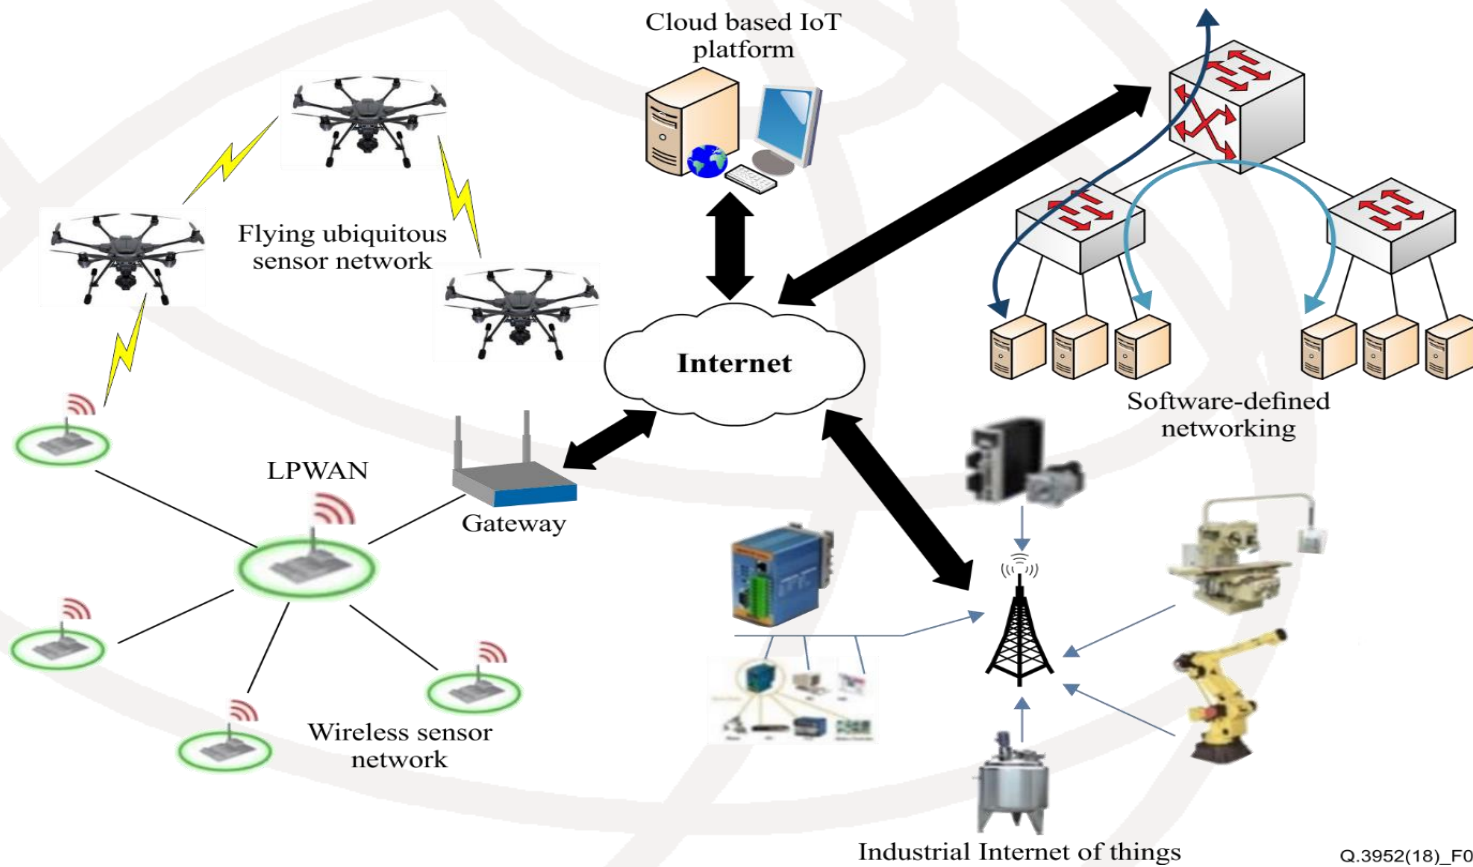 Cloud based IoT
platform
Flying ubiquitous
sensor network
Internet
Software-defined
networking
LPWAN
Gateway
Wireless sensor
network
Industrial Internet of things
Q.3952(18)_F0